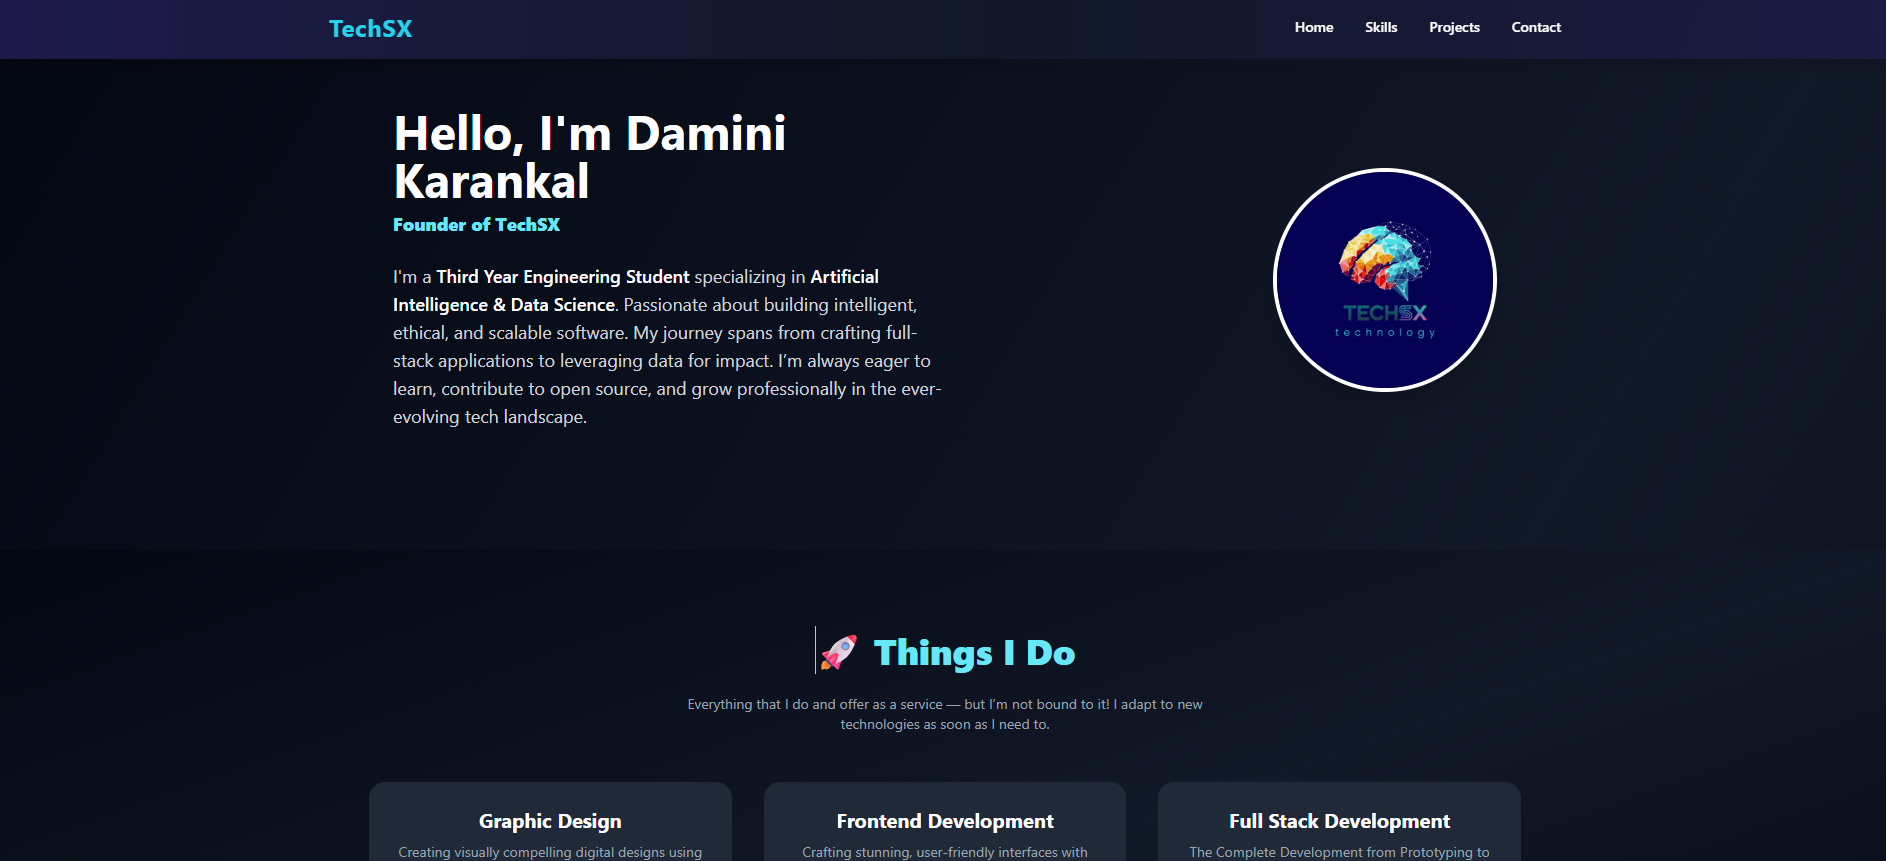 TechSX
Home Skills Projects Contact
Hello, I'm Damini
Karankal
Founder of TechSX
I'm a Third Year Engineering Student specializing in Artificial
Intelligence & Data Science. Passionate about building intelligent,
ethical, and scalable software. My journey spans from crafting full-
stack applications to leveraging data for impact. I’m always eager to
learn, contribute to open source, and grow professionally in the ever-
evolving tech landscape.
TECHSX
technology
🚀 Things I Do
Everything that I do and offer as a service — but I’m not bound to it! I adapt to new
technologies as soon as I need to.
Graphic Design
Creating visually compelling digital designs using
Frontend Development
Crafting stunning, user-friendly interfaces with
Full Stack Development
The Complete Development from Prototyping to